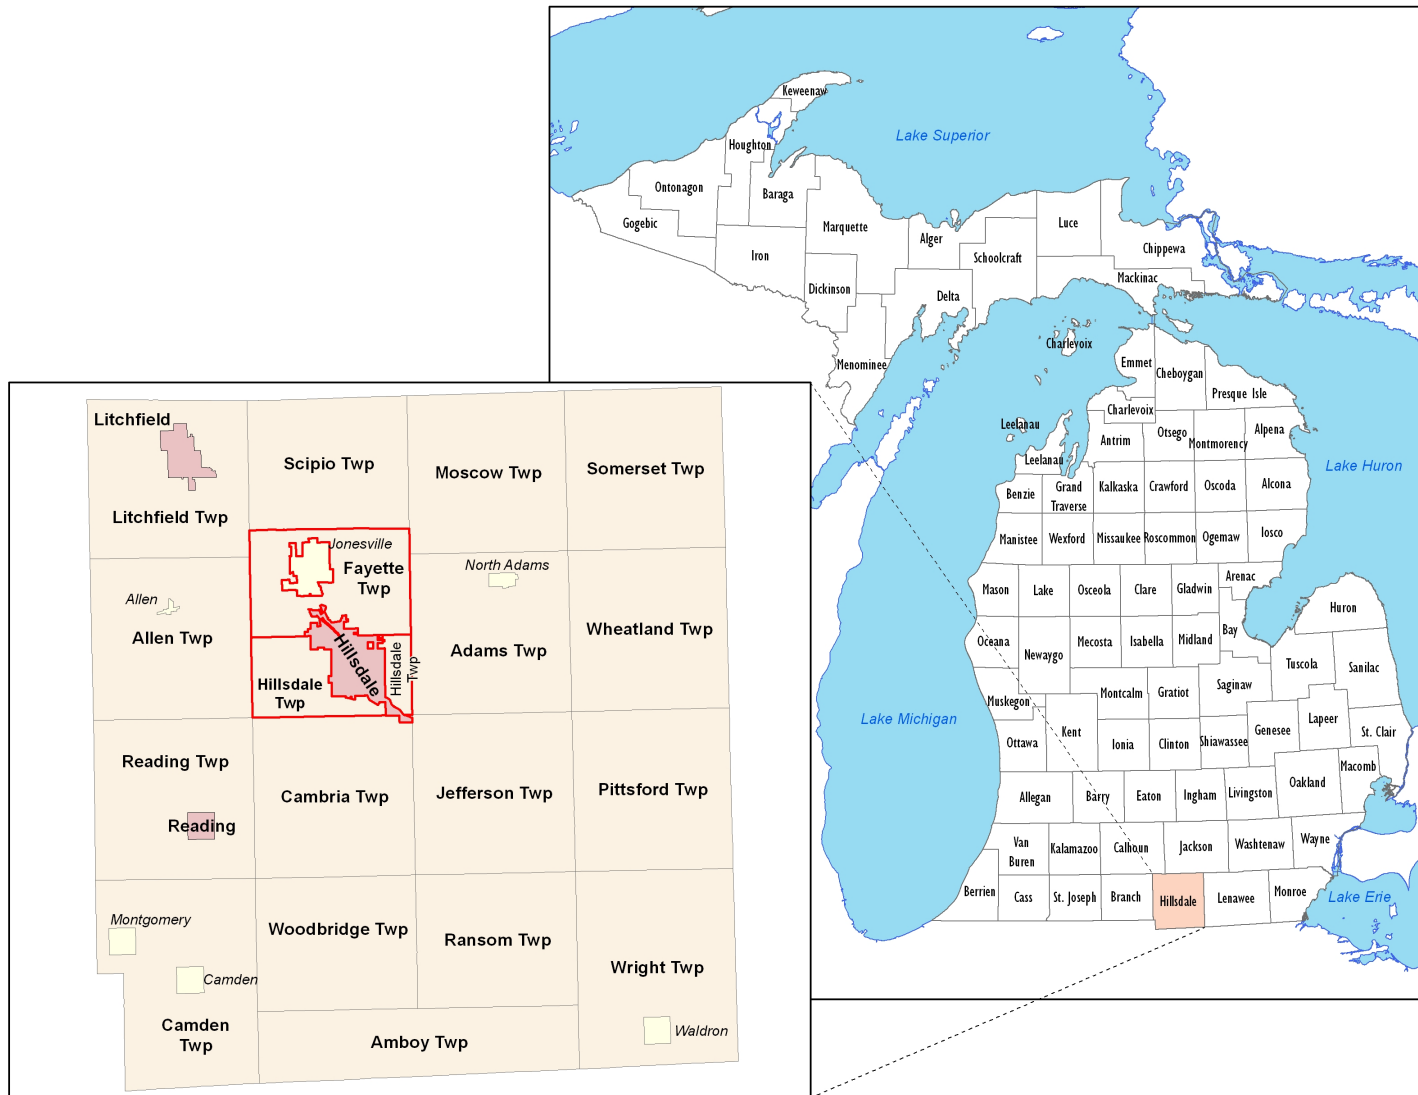 Keweenaw
Lake Superior
Houghton
Ontonagon
Baraga
Gogebic
Marquette
Alger
Luce
Iron
Schoolcraft
Chippewa
Dickinson
Mackinac
Delta
Menominee
Charlevoix
Emmet
Cheboygan
Presque Isle
Charlevoix
Leelanau
Antrim
Otsego
Montmorency
Alpena
Leelanau
Lake Huron
Benzie
Grand
Traverse
Kalkaska
Crawford
Oscoda
Alcona
Manistee
Wexford
Missaukee
Roscommon
Ogemaw
Iosco
Mason
Lake
Osceola
Clare
Gladwin
Arenac
Huron
Oceana
Newaygo
Mecosta
Isabella
Midland
Bay
Tuscola
Sanilac
Muskegon
Montcalm
Gratiot
Saginaw
Lake Michigan
Ottawa
Kent
Ionia
Clinton
Shiawassee
Genesee
Lapeer
St. Clair
Allegan
Barry
Eaton
Ingham
Livingston
Oakland
Macomb
Van
Buren
Kalamazoo
Calhoun
Jackson
Washtenaw
Wayne
Berrien
Cass
St. Joseph
Branch
Hillsdale
Lenawee
Monroe
Lake Erie
Litchfield
Scipio Twp
Moscow Twp
Somerset Twp
Litchfield Twp
Jonesville
Fayette
Twp
North Adams
Allen
Allen Twp
Hillsdale
Hillsdale
Twp
Hillsdale
Twp
Adams Twp
Wheatland Twp
Reading Twp
Reading
Cambria Twp
Jefferson Twp
Pittsford Twp
Montgomery
Woodbridge Twp
Ransom Twp
Wright Twp
Camden
Camden
Twp
Amboy Twp
Waldron